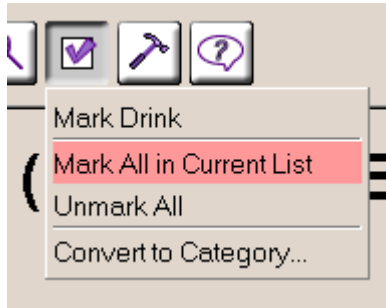 Mark Drink
Mark All in Current List
Unmark All
Convert to Category...